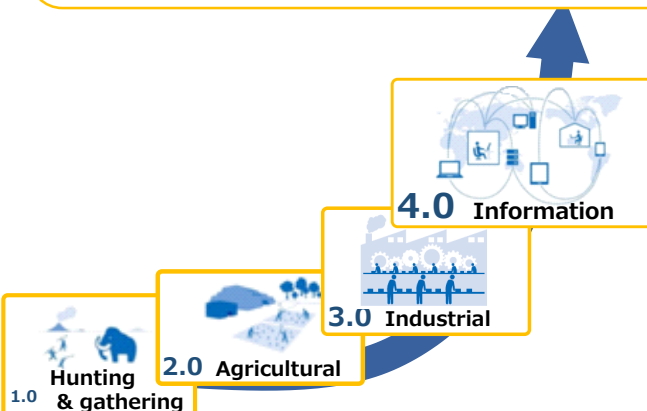 4.0 Information
3.0 Industrial
2.0 Agricultural
Hunting
1.0 & gathering